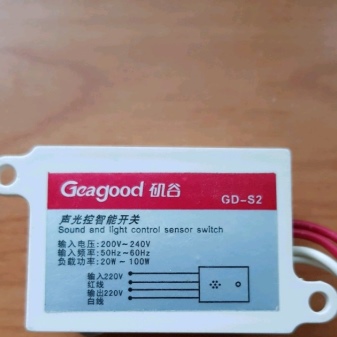 Geagood 矾谷
GD-S2
声光控智能开关
Sound and light control sensor switch
输入电压: 200V-240V
输入频率: 50Hz-60Hz
负载功率: 20W-100W
输入220V
红线
输出220V
白线